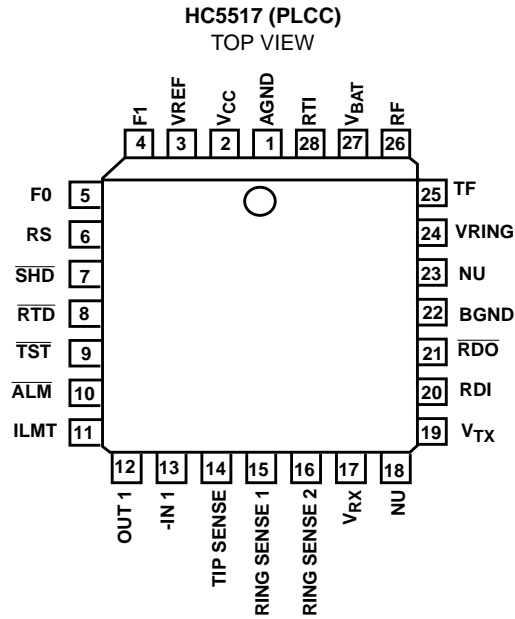 HC5517 (PLCC)
TOP VIEW
F1
VREF
VCC
AGND
RTI
VBAT
RF
4
3
2
1
28
27
26
F0
5
25
TF
RS
6
24
VRING
SHD
7
23
NU
RTD
8
22
BGND
TST
9
21
RDO
ALM
10
20
RDI
ILMT
11
19
VTX
12
13
14
15
16
17
18
OUT 1
-IN 1
TIP SENSE
RING SENSE 1
RING SENSE 2
VRX
NU